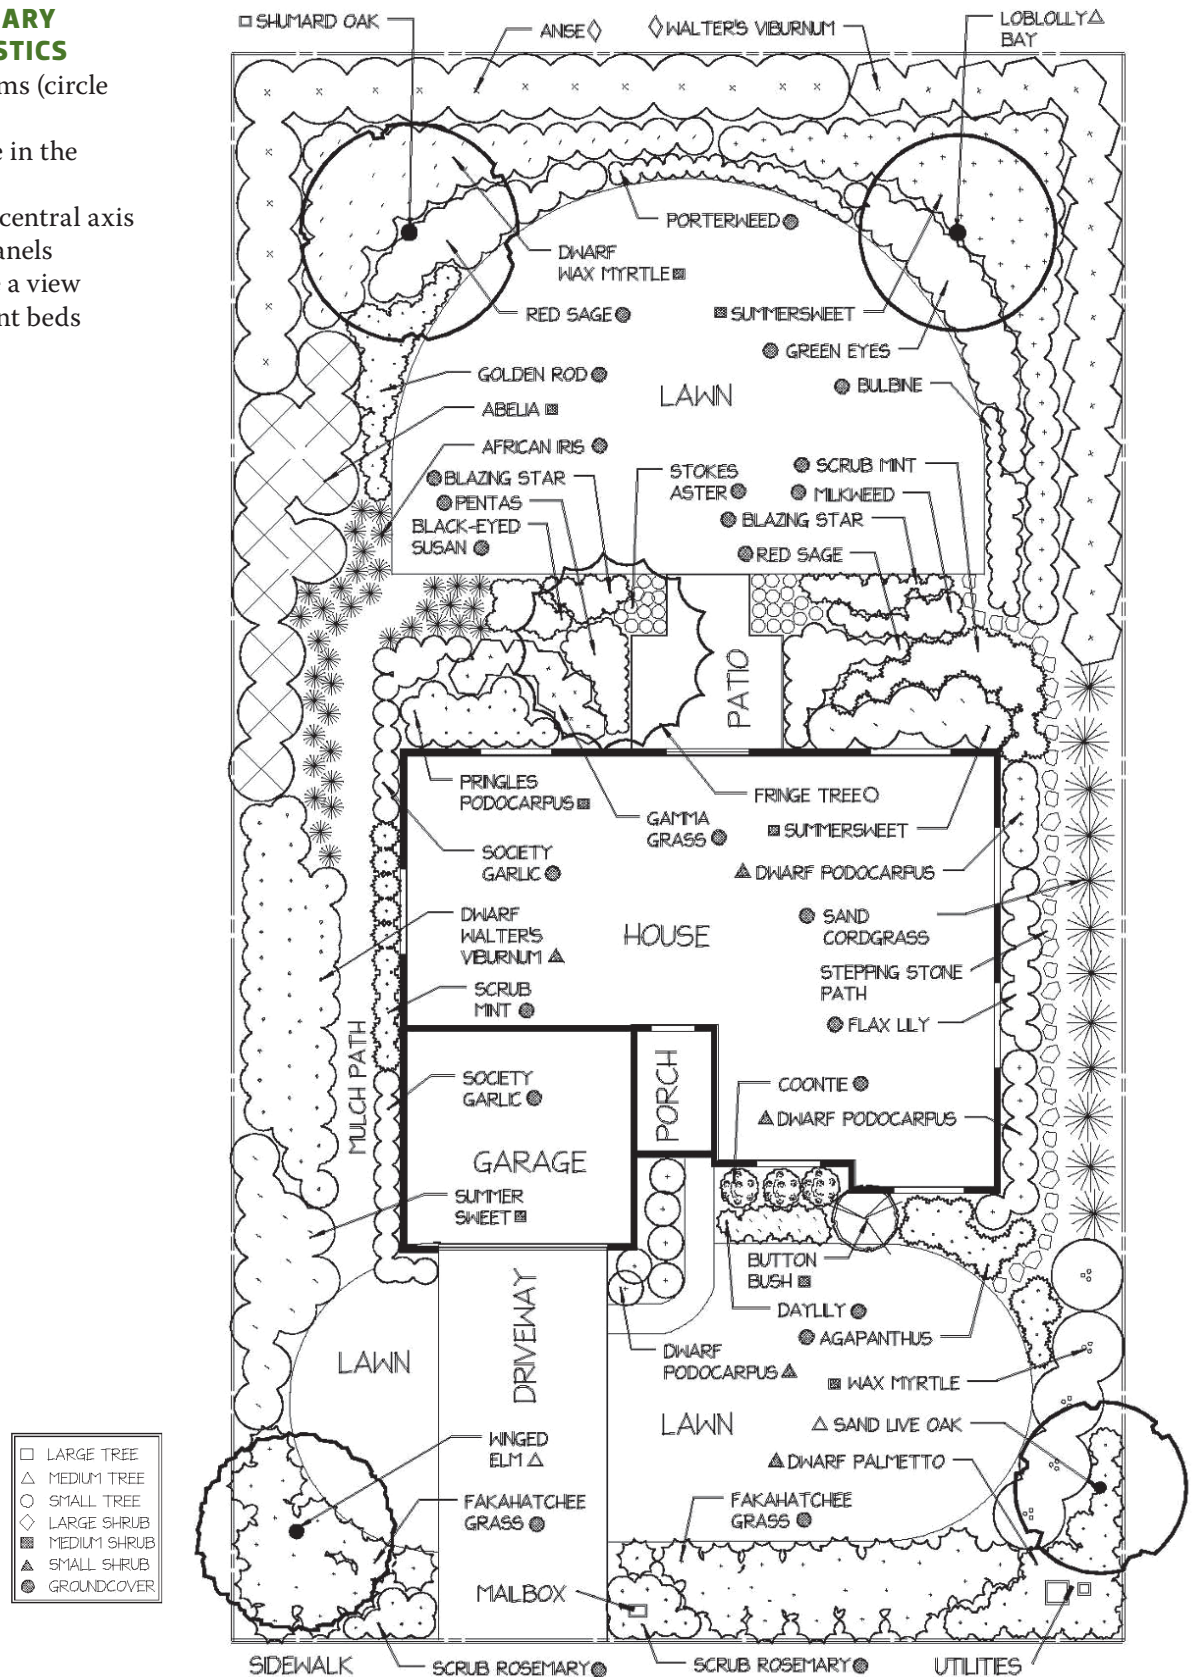 ARY
STICS
ms (circle
e in the
central axis
anels
e a view
nt beds
SHUMARD OAK
ANISE
WALTER'S VIBURNUM
LOBLOLLY
BAY
PORTERWEED
DWARF
WAX MYRTLE
RED SAGE
SUMMERSWEET
GREEN EYES
GOLDEN ROD
LAWN
BULBINE
ABELIA
AFRICAN IRIS
BLAZING STAR
PENTAS
BLACK-EYED
SUSAN
STOKES
ASTER
SCRUB MINT
MILKWEED
BLAZING STAR
RED SAGE
PATIO
PRINGLES
PODOCARPUS
GAMMA
GRASS
FRINGE TREE
SUMMERSWEET
SOCIETY
GARLIC
DWARF PODOCARPUS
DWARF
WALTER'S
VIBURNUM
HOUSE
SAND
CORDGRASS
STEPPING STONE
PATH
SCRUB
MINT
FLAX LILY
MULCH PATH
SOCIETY
GARLIC
PORCH
COONTIE
DWARF PODOCARPUS
GARAGE
SUMMER
SWEET
BUTTON
BUSH
DAYLILY
AGAPANTHUS
DRIVEWAY
LAWN
DWARF
PODOCARPUS
WAX MYRTLE
LAWN
SAND LIVE OAK
WINGED
ELM
DWARF PALMETTO
FAKAHATCHEE
GRASS
FAKAHATCHEE
GRASS
LARGE TREE
MEDIUM TREE
SMALL TREE
LARGE SHRUB
MEDIUM SHRUB
SMALL SHRUB
GROUNDCOVER
MAILBOX
SIDEWALK
SCRUB ROSEMARY
SCRUB ROSEMARY
UTILITIES